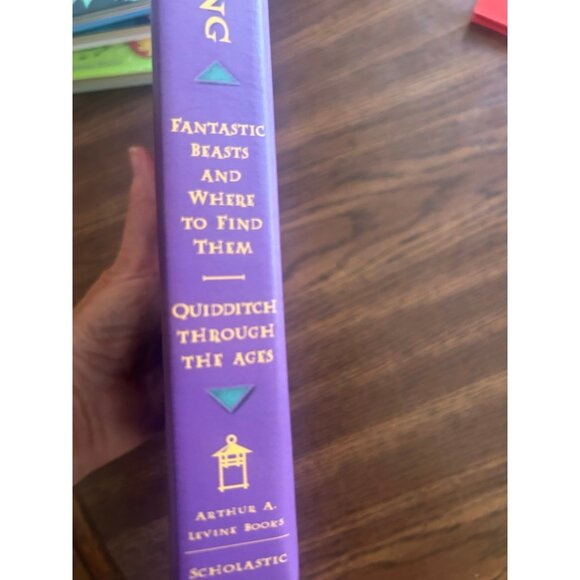 NG
FANTASTIC
BEASTS
AND
WHERE
TO FIND
THEM
QUIDDITCH
THROUGH
THE AGES
ARTHUR A.
LEVINE BOOKS
SCHOLASTIC